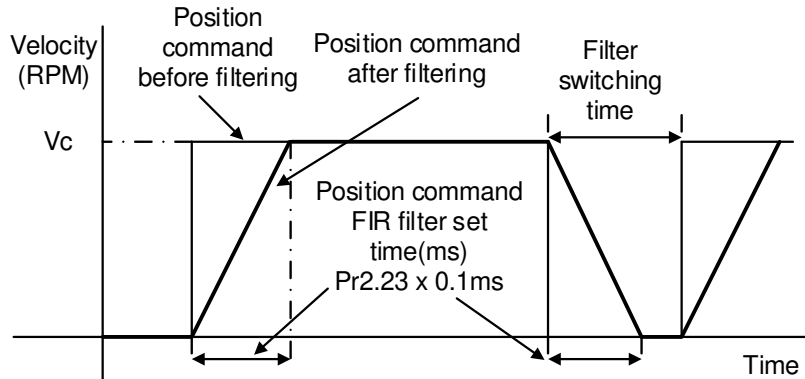 Velocity
(RPM)
Position
command
before filtering
Position command
after filtering
Filter
switching
time
Vc
Position command
FIR filter set
time(ms)
Pr2.23 x 0.1ms
Time